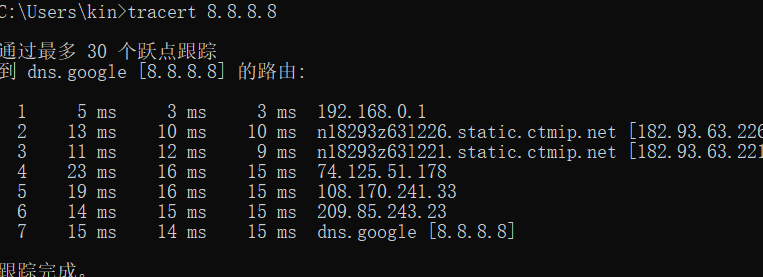 C:\Users\kin>tracert 8.8.8.8
通过最多 30 个跃点跟踪
到 dns.google [8.8.8.8] 的路由:
1 5 ms 3 ms 3 ms 192.168.0.1
2 13 ms 10 ms 10 ms n18293z63l226.static.ctmip.net [182.93.63.226
3 11 ms 12 ms 9 ms n18293z63l221.static.ctmip.net [182.93.63.221
4 23 ms 16 ms 15 ms 74.125.51.178
5 19 ms 16 ms 15 ms 108.170.241.33
6 14 ms 15 ms 15 ms 209.85.243.23
7 15 ms 14 ms 15 ms dns.google [8.8.8.8]
跟踪完成。